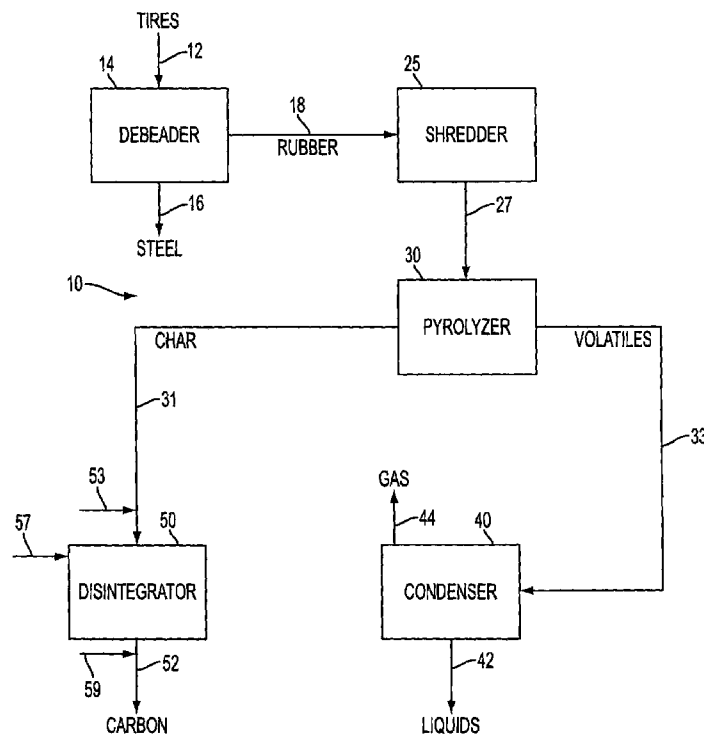 TIRES
12
14
DEBEADER
18
RUBBER
25
SHREDDER
16
STEEL
27
10
30
PYROLYZER
CHAR
VOLATILES
31
33
53
GAS
44
57
50
DISINTEGRATOR
40
CONDENSER
59
52
42
CARBON
LIQUIDS